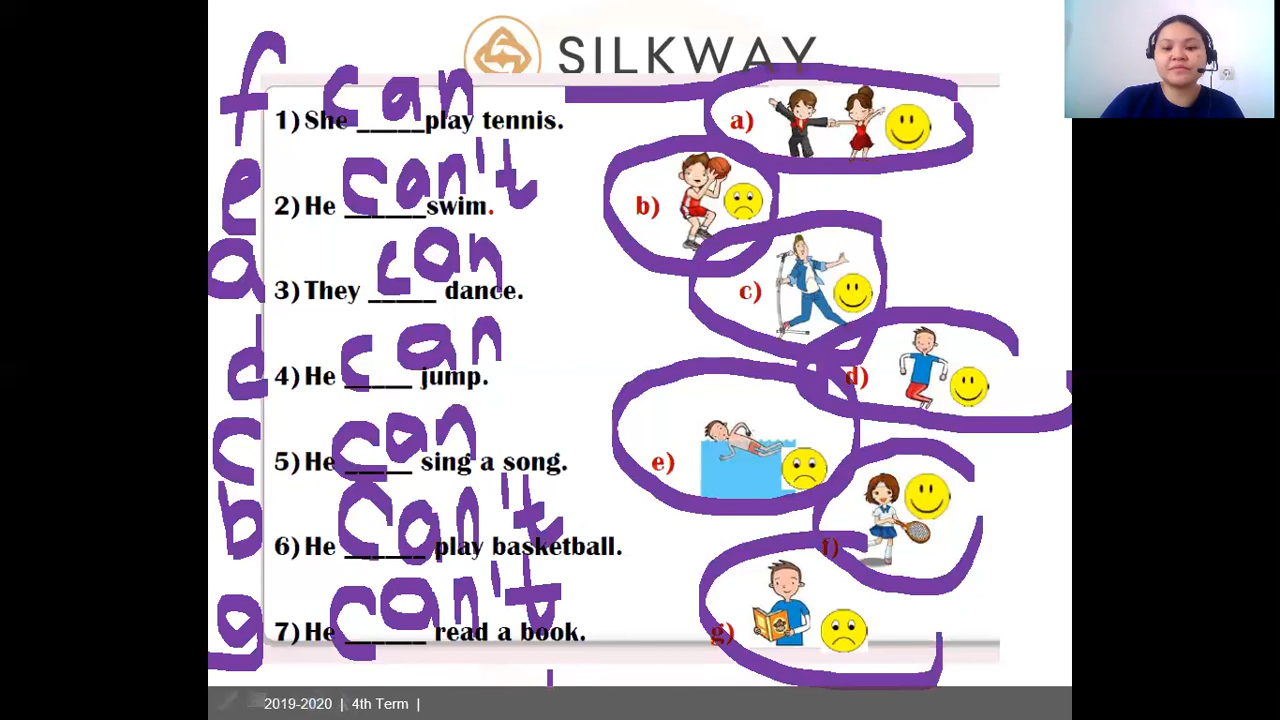 SILKWAY
f 1) She can play tennis. a)
e 2) He can't swim. b)
a 3) They can dance. c)
d 4) He can jump. d)
c 5) He can sing a song. e)
b 6) He can't play basketball. f)
g 7) He can't read a book. g)
2019-2020 | 4th Term |